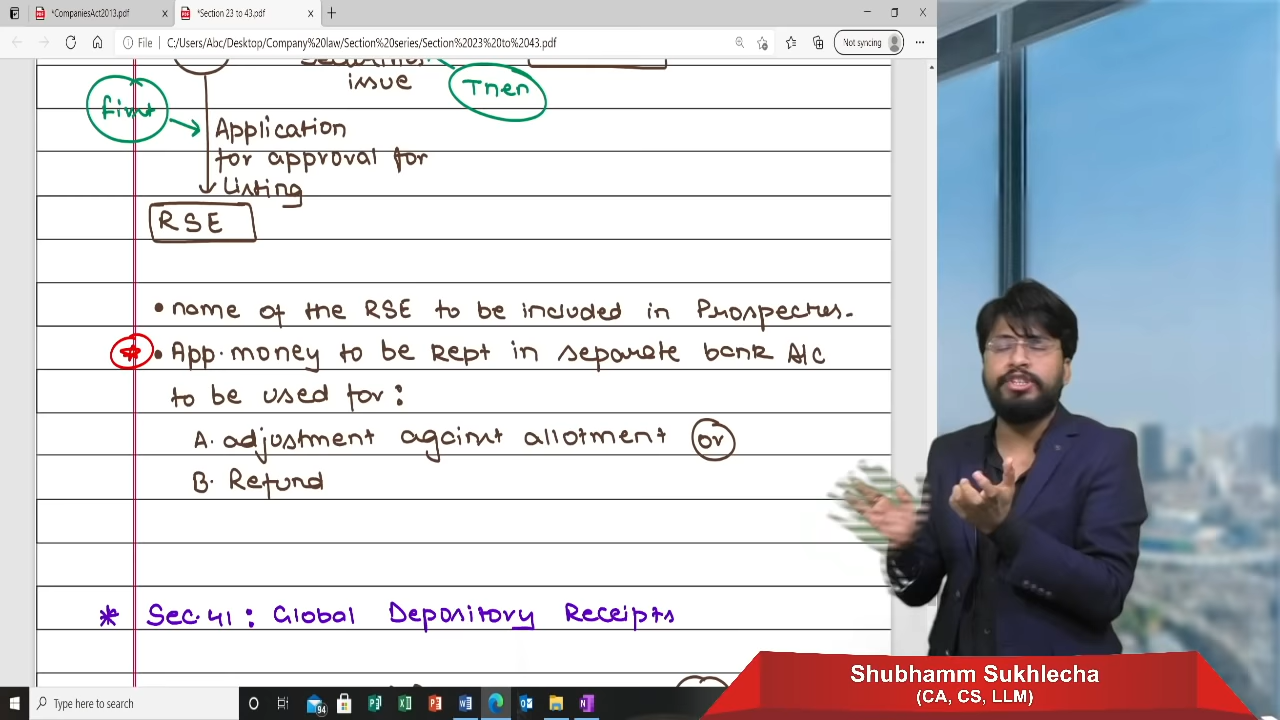 *CompaniesAct2013.pdf
*Section 23 to 43.pdf
File
C:/Users/Abc/Desktop/Company%20law/Section%20series/Section%2023%20to%2043.pdf
Not syncing
issue
Then
first
Application
for approval for
Listing
RSE
• name of the RSE to be included in Prospectus.
• App. money to be kept in separate bank A/c
to be used for:
A. adjustment against allotment or
B. Refund
* Sec. 41: Global Depository Receipts
Shubhamm Sukhlecha
(CA, CS, LLM)
Type here to search
94